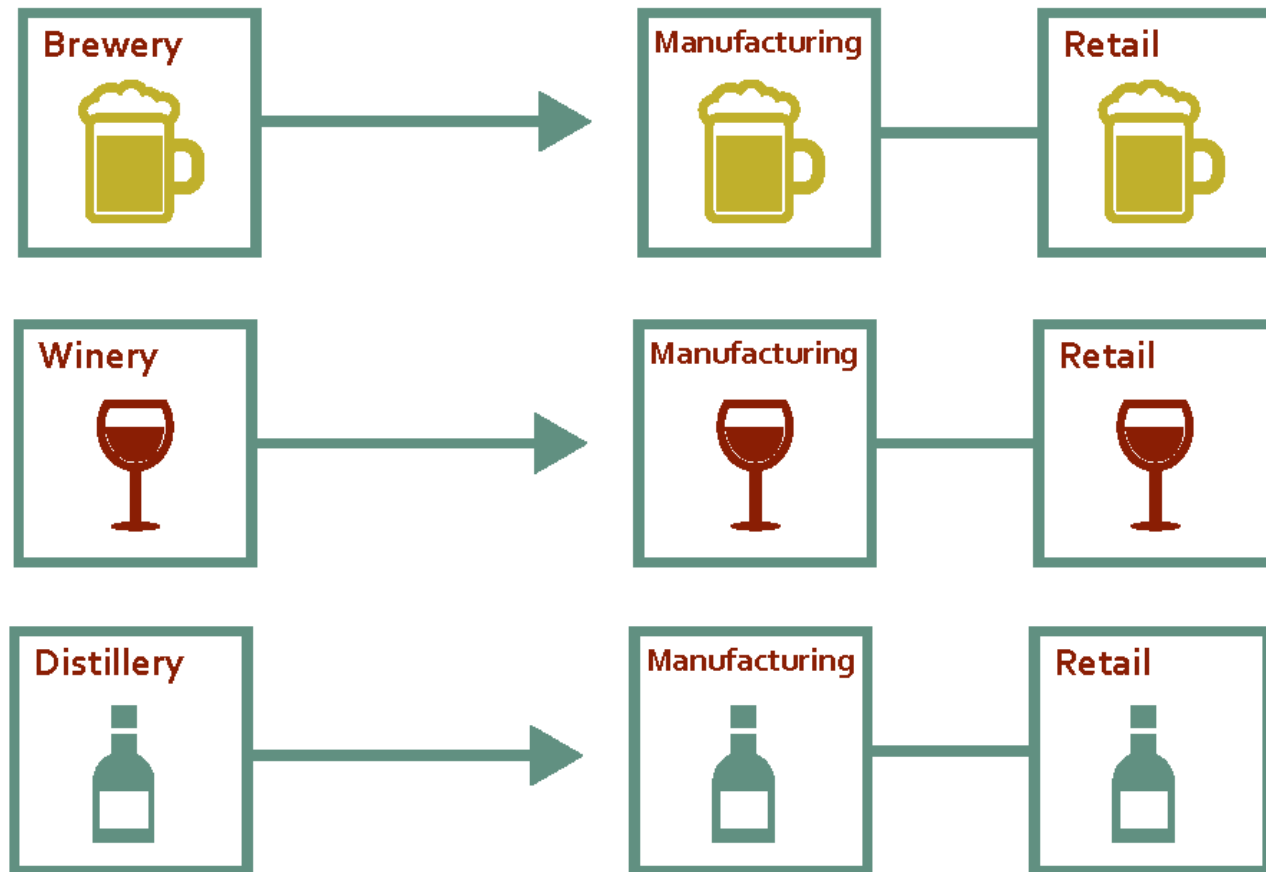 Brewery
Manufacturing
Retail
Winery
Manufacturing
Retail
Distillery
Manufacturing
Retail